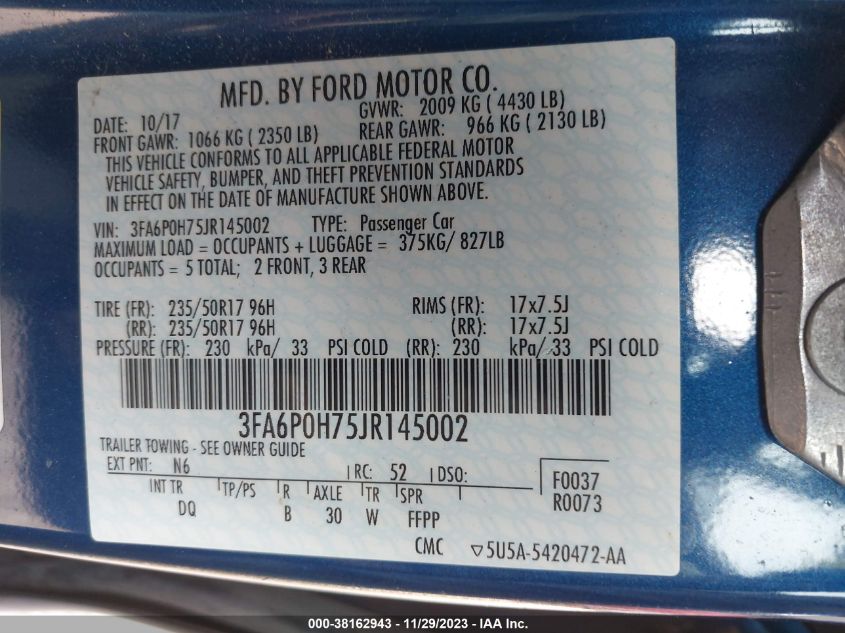 MFD. BY FORD MOTOR CO.
DATE: 10/17 GVWR: 2009 KG ( 4430 LB)
FRONT GAWR: 1066 KG ( 2350 LB) REAR GAWR: 966 KG ( 2130 LB)
THIS VEHICLE CONFORMS TO ALL APPLICABLE FEDERAL MOTOR
VEHICLE SAFETY, BUMPER, AND THEFT PREVENTION STANDARDS
IN EFFECT ON THE DATE OF MANUFACTURE SHOWN ABOVE.
VIN: 3FA6P0H75JR145002 TYPE: Passenger Car
MAXIMUM LOAD = OCCUPANTS + LUGGAGE = 375KG/ 827LB
OCCUPANTS = 5 TOTAL; 2 FRONT, 3 REAR
TIRE (FR): 235/50R17 96H RIMS (FR): 17x7.5J
(RR): 235/50R17 96H (RR): 17x7.5J
PRESSURE (FR): 230 kPa/ 33 PSI COLD (RR): 230 kPa/ 33 PSI COLD
3FA6P0H75JR145002
TRAILER TOWING - SEE OWNER GUIDE
EXT PNT: N6 RC: 52 DSO: F0037
INT TR TP/PS R AXLE TR SPR R0073
DQ B 30 W FFPP
CMC ▽5U5A-5420472-AA
000-38162943 - 11/29/2023 - IAAI.com